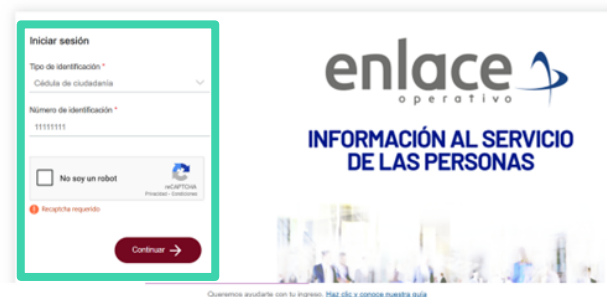 Iniciar sesión
Tipo de identificación *
Cédula de ciudadanía
Número de identificación *
11111111
No soy un robot
reCAPTCHA
Privacidad - Condiciones
Recaptcha requerido
Continuar
enlace
operativo
INFORMACIÓN AL SERVICIO
DE LAS PERSONAS
Queremos ayudarte con tu ingreso. Haz clic y conoce nuestra guía